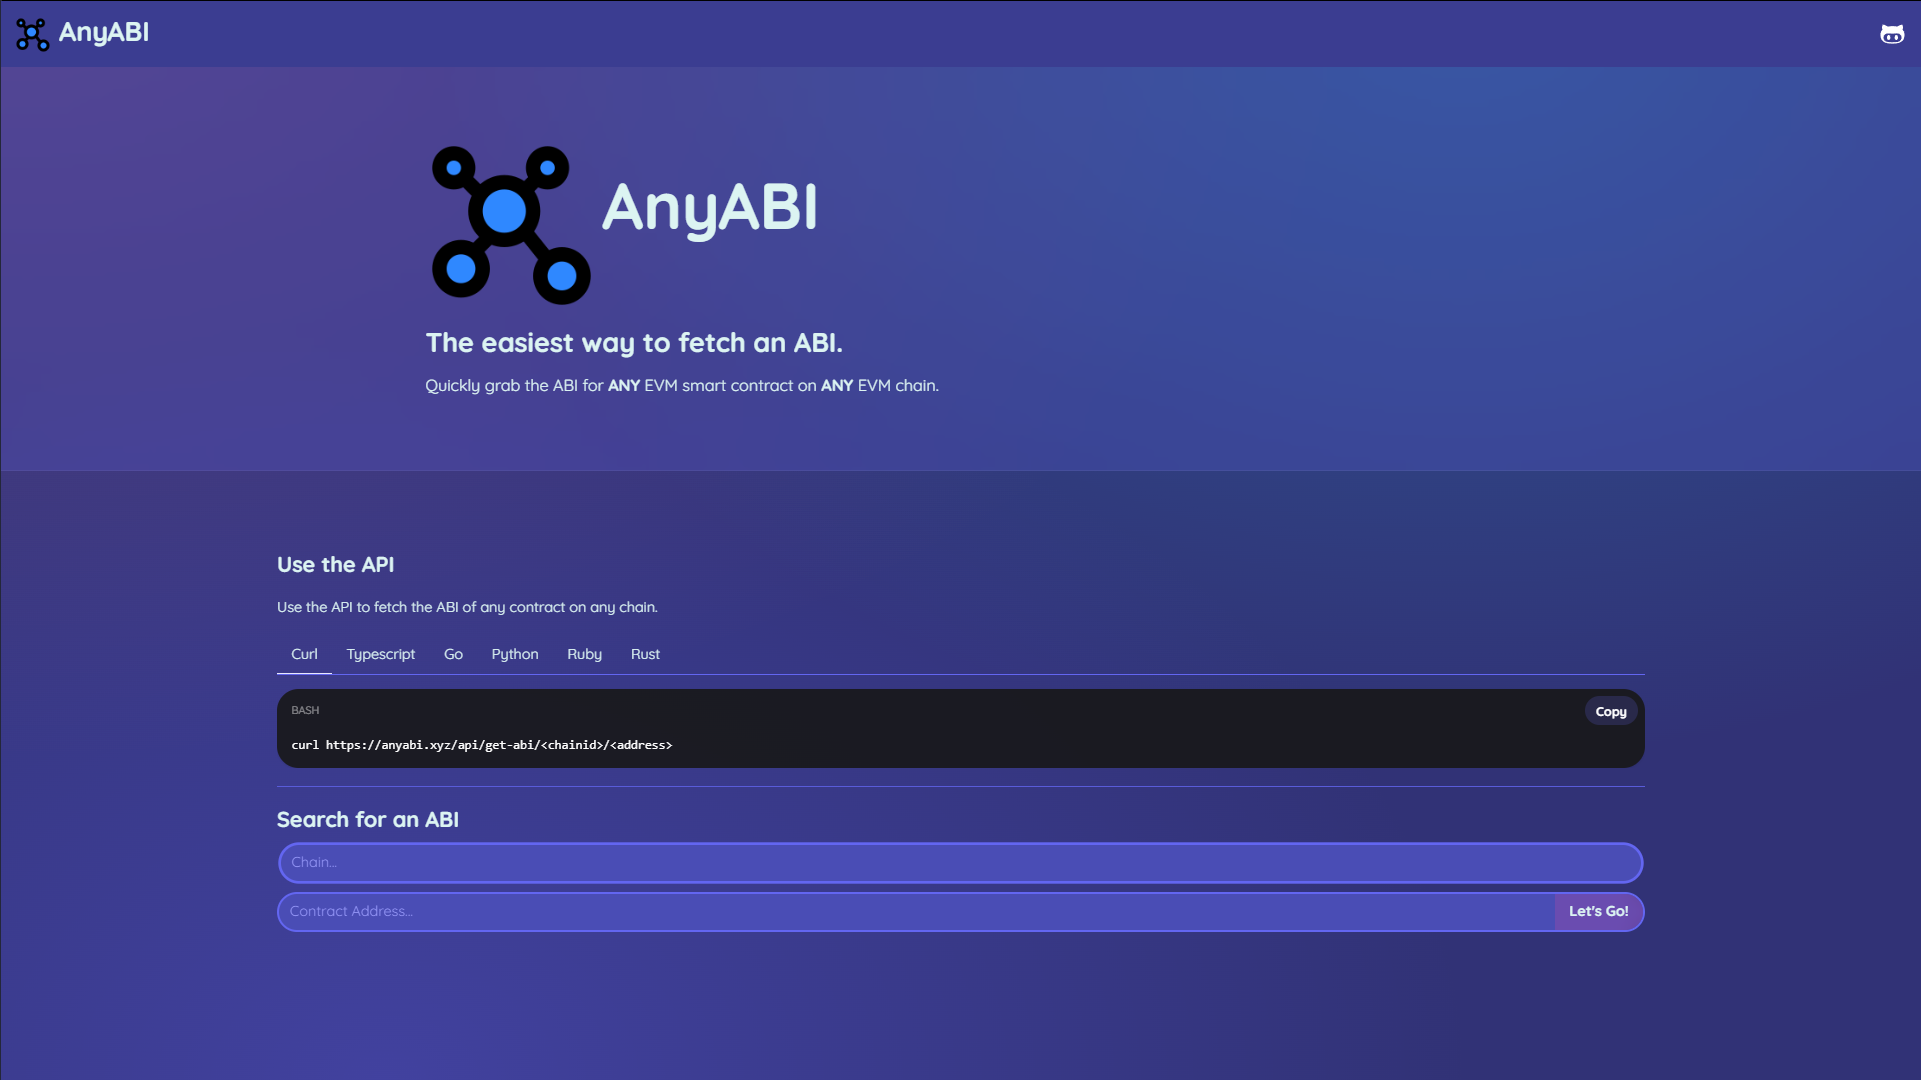 AnyABI
AnyABI
The easiest way to fetch an ABI.
Quickly grab the ABI for ANY EVM smart contract on ANY EVM chain.
Use the API
Use the API to fetch the ABI of any contract on any chain.
Curl Typescript Go Python Ruby Rust
BASH
Copy
curl https://anyabi.xyz/api/get-abi/<chainid>/<address>
Search for an ABI
Chain...
Contract Address...
Let's Go!